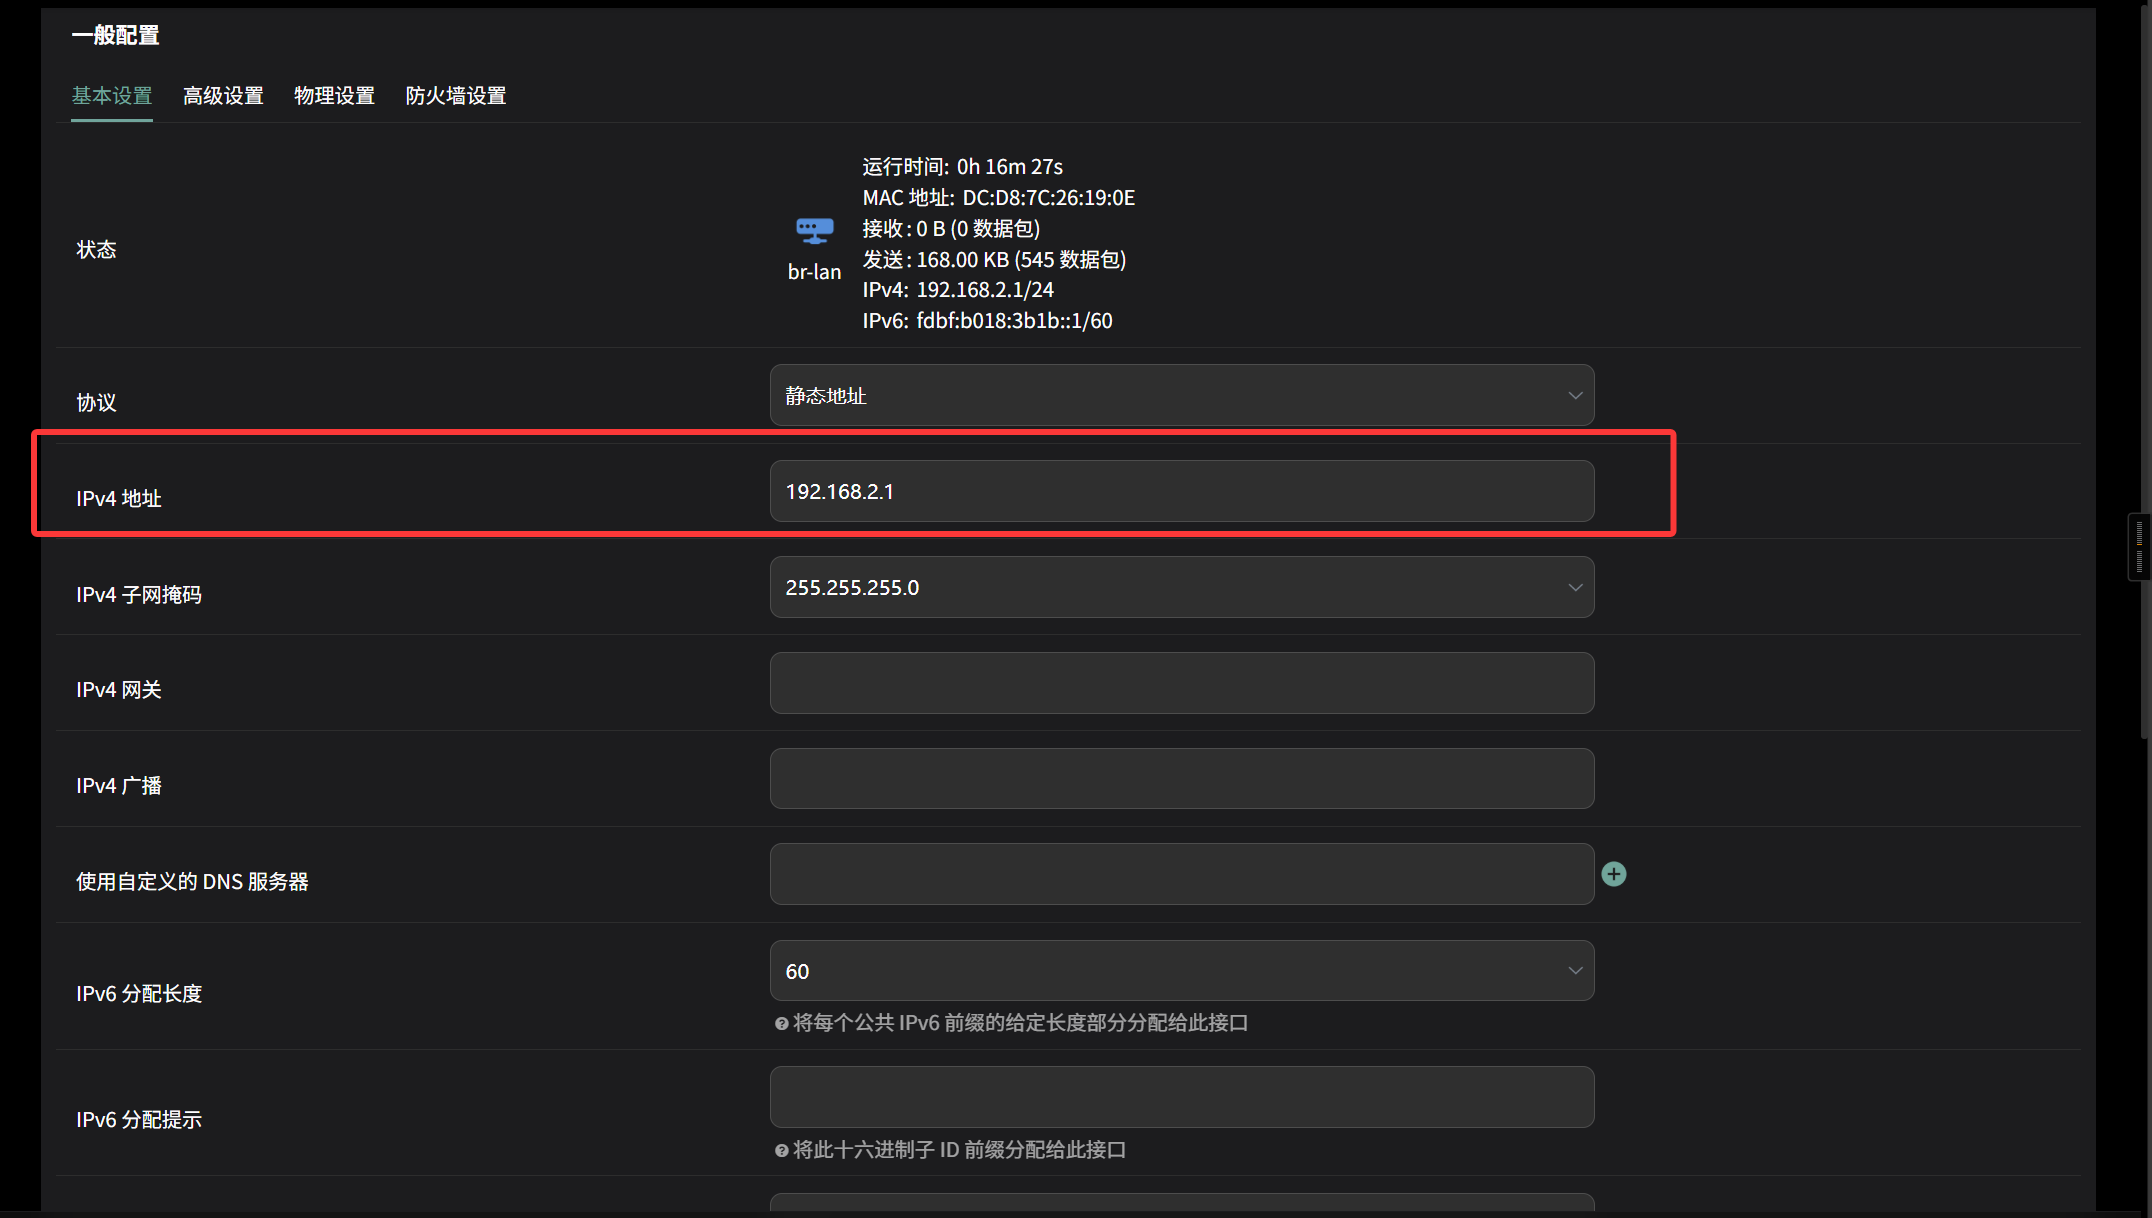 一般配置
基本设置 高级设置 物理设置 防火墙设置
状态
br-lan
运行时间: 0h 16m 27s
MAC 地址: DC:D8:7C:26:19:0E
接收: 0 B (0 数据包)
发送: 168.00 KB (545 数据包)
IPv4: 192.168.2.1/24
IPv6: fdbf:b018:3b1b::1/60
协议 静态地址
IPv4 地址 192.168.2.1
IPv4 子网掩码 255.255.255.0
IPv4 网关
IPv4 广播
使用自定义的 DNS 服务器
IPv6 分配长度 60
将每个公共 IPv6 前缀的给定长度部分分配给此接口
IPv6 分配提示
将此十六进制子 ID 前缀分配给此接口